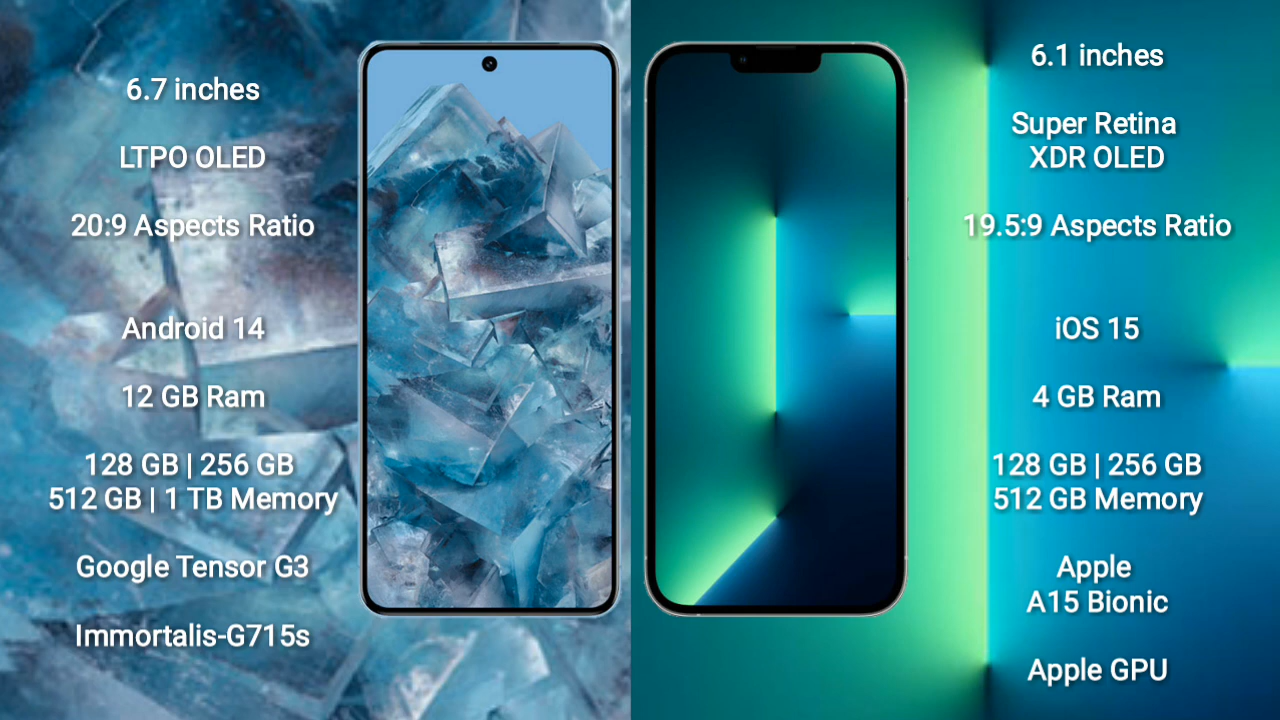 6.7 inches
LTPO OLED
20:9 Aspects Ratio
Android 14
12 GB Ram
128 GB | 256 GB
512 GB | 1 TB Memory
Google Tensor G3
Immortalis-G715s
6.1 inches
Super Retina
XDR OLED
19.5:9 Aspects Ratio
iOS 15
4 GB Ram
128 GB | 256 GB
512 GB Memory
Apple
A15 Bionic
Apple GPU